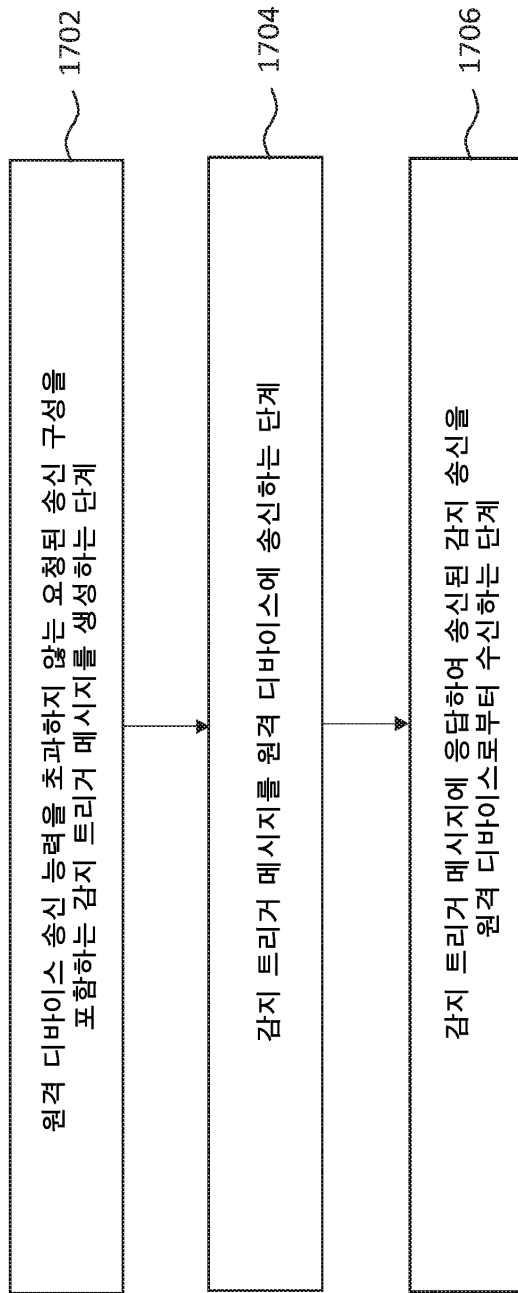 원격 디바이스 송신 능력을 초과하지 않는 요청된 송신 구성을
포함하는 감지 트리거 메시지를 생성하는 단계
1702
감지 트리거 메시지를 원격 디바이스에 송신하는 단계
1704
감지 트리거 메시지에 응답하여 송신된 감지 송신을
원격 디바이스로부터 수신하는 단계
1706